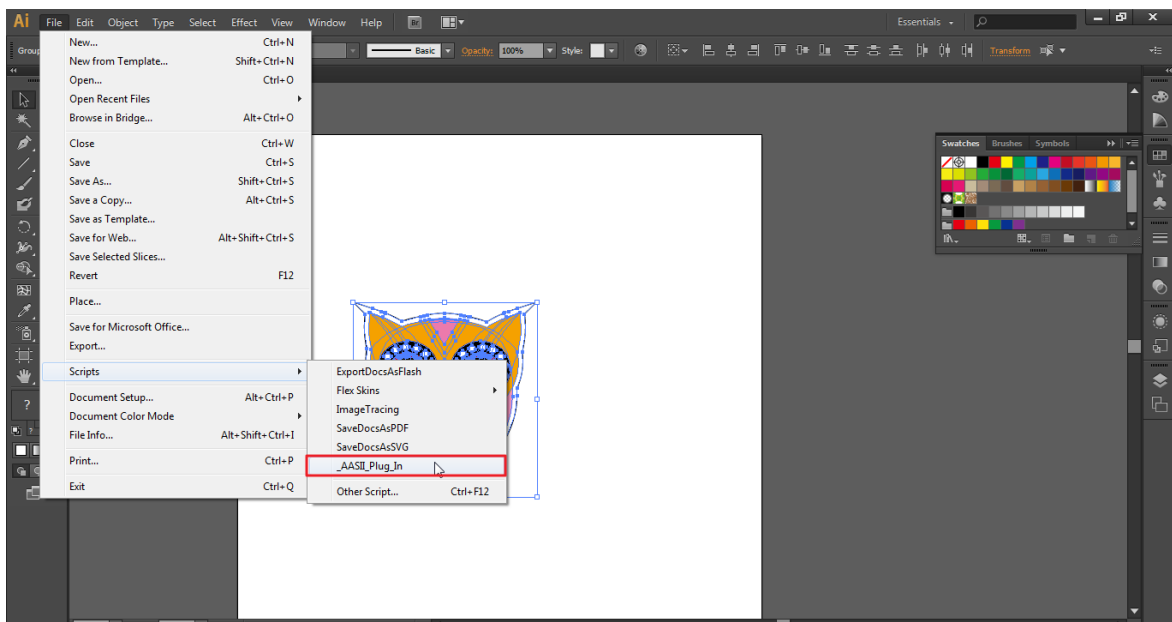 Ai File Edit Object Type Select Effect View Window Help Br Essentials
Group Basic Opacity: 100% Style: Transform
New... Ctrl+N
New from Template... Shift+Ctrl+N
Open... Ctrl+O
Open Recent Files
Browse in Bridge... Alt+Ctrl+O
Close Ctrl+W
Save Ctrl+S
Save As... Shift+Ctrl+S
Save a Copy... Alt+Ctrl+S
Save as Template...
Save for Web... Alt+Shift+Ctrl+S
Save Selected Slices...
Revert F12
Place...
Save for Microsoft Office...
Export...
Scripts
Document Setup... Alt+Ctrl+P
Document Color Mode
File Info... Alt+Shift+Ctrl+I
Print... Ctrl+P
Exit Ctrl+Q
ExportDocsAsFlash
Flex Skins
ImageTracing
SaveDocsAsPDF
SaveDocsAsSVG
_AASII_Plug_In
Other Script... Ctrl+F12
Swatches Brushes Symbols